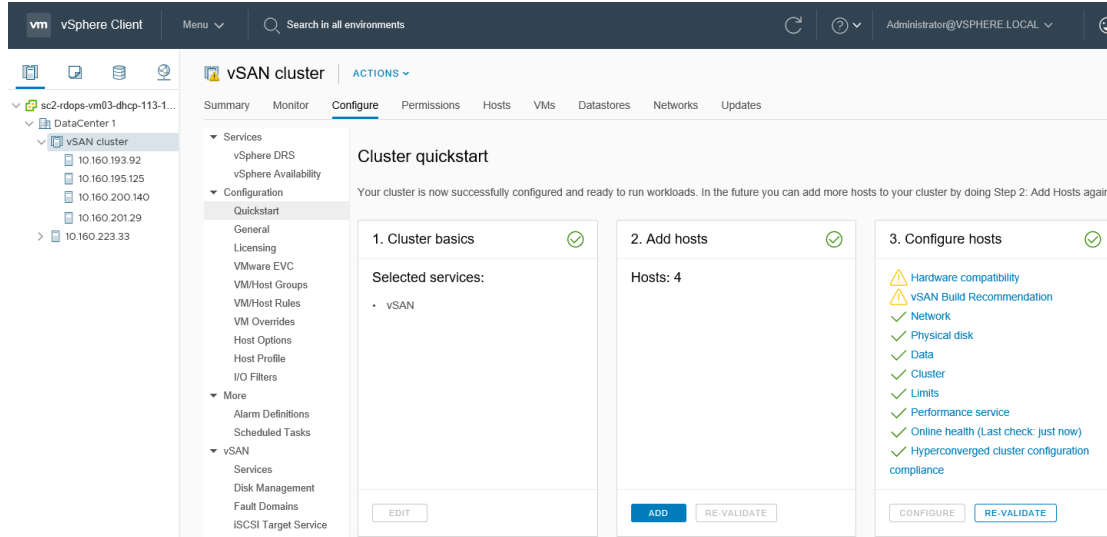 vm vSphere Client Menu Search in all environments Administrator@VSPHERE.LOCAL
vSAN cluster ACTIONS
Summary Monitor Configure Permissions Hosts VMs Datastores Networks Updates
sc2-rdops-vm03-dhcp-113-1...
DataCenter 1
vSAN cluster
10.160.193.92
10.160.195.125
10.160.200.140
10.160.201.29
10.160.223.33
Services
vSphere DRS
vSphere Availability
Configuration
Quickstart
General
Licensing
VMware EVC
VM/Host Groups
VM/Host Rules
VM Overrides
Host Options
Host Profile
I/O Filters
More
Alarm Definitions
Scheduled Tasks
vSAN
Services
Disk Management
Fault Domains
iSCSI Target Service
Cluster quickstart
Your cluster is now successfully configured and ready to run workloads. In the future you can add more hosts to your cluster by doing Step 2: Add Hosts again
1. Cluster basics
Selected services:
• vSAN
EDIT
2. Add hosts
Hosts: 4
ADD RE-VALIDATE
3. Configure hosts
Hardware compatibility
vSAN Build Recommendation
Network
Physical disk
Data
Cluster
Limits
Performance service
Online health (Last check: just now)
Hyperconverged cluster configuration
compliance
CONFIGURE RE-VALIDATE